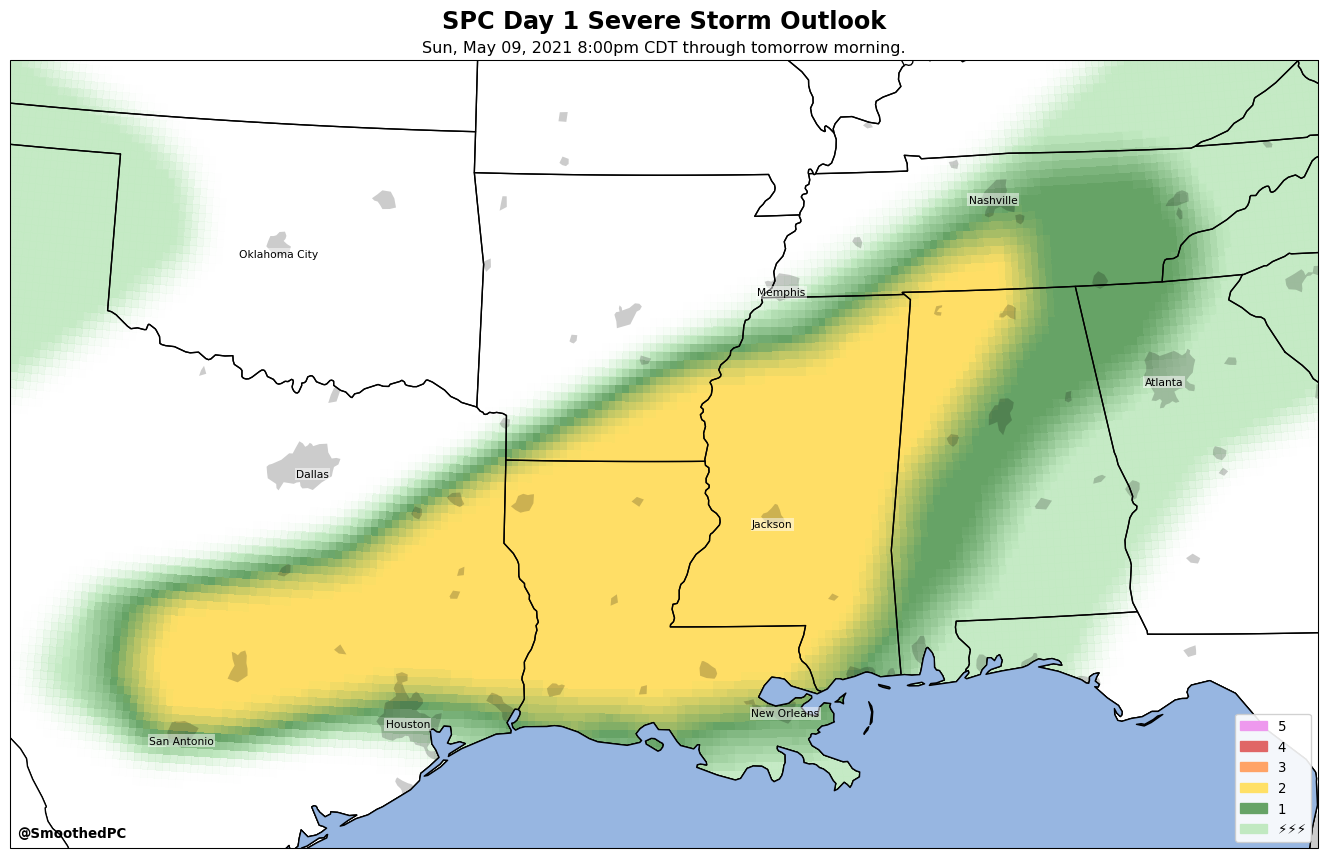 SPC Day 1 Severe Storm Outlook
Sun, May 09, 2021 8:00pm CDT through tomorrow morning.
Nashville
Oklahoma City
Memphis
Atlanta
Dallas
Jackson
New Orleans
Houston
San Antonio
5
4
3
2
1
⚡⚡⚡
@SmoothedPC